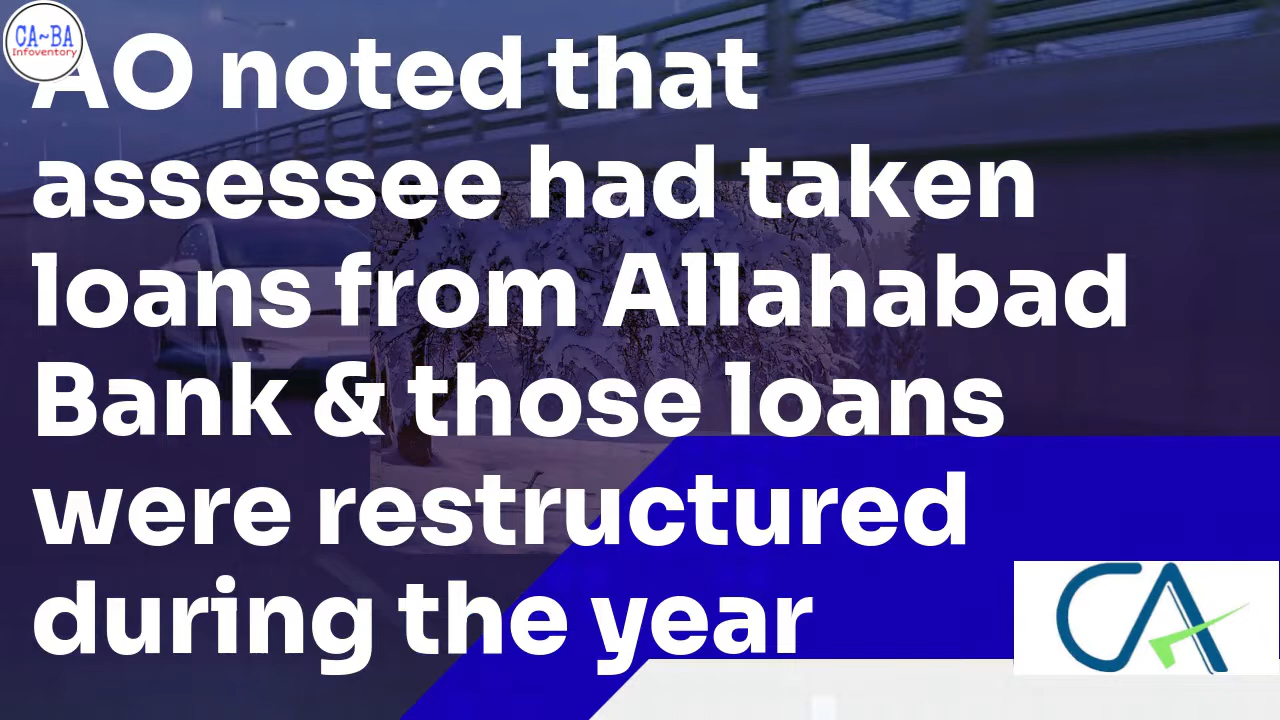 CA~BA
Infoventory
AO noted that
assessee had taken
loans from Allahabad
Bank & those loans
were restructured
during the year
CA